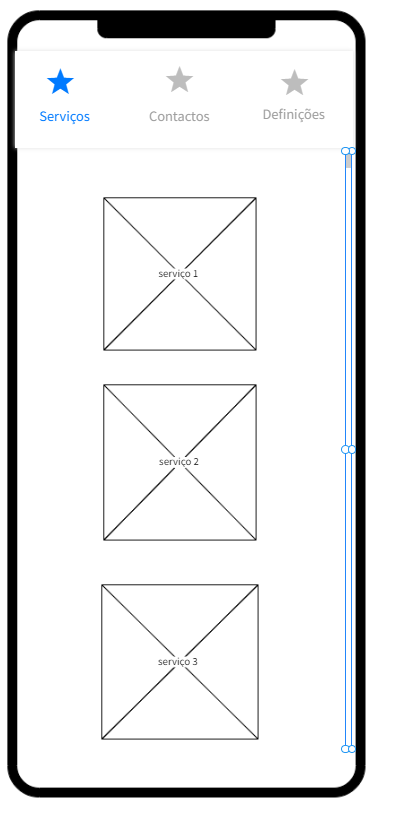 Serviços
Contactos
Definições
serviço 1
serviço 2
serviço 3